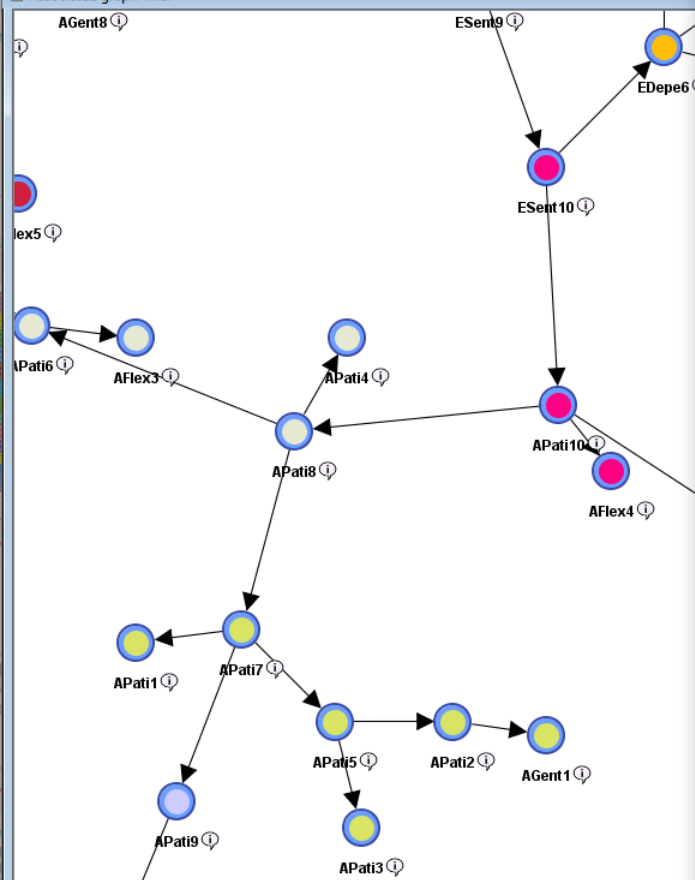 AGent8
ESent9
EDepe6
ESent10
lex5
APati6
AFlex3
APati4
APati10
APati8
AFlex4
APati7
APati1
APati5
APati2
AGent1
APati9
APati3